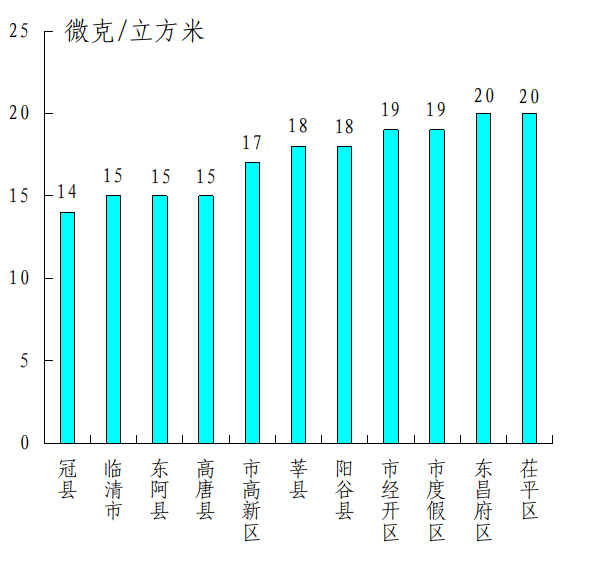 微克/立方米
25
20
15
10
5
0
14
15
15
15
17
18
18
19
19
20
20
冠县
临清市
东阿县
高唐县
市高新区
莘县
阳谷县
市经开区
市度假区
东昌府区
茌平区